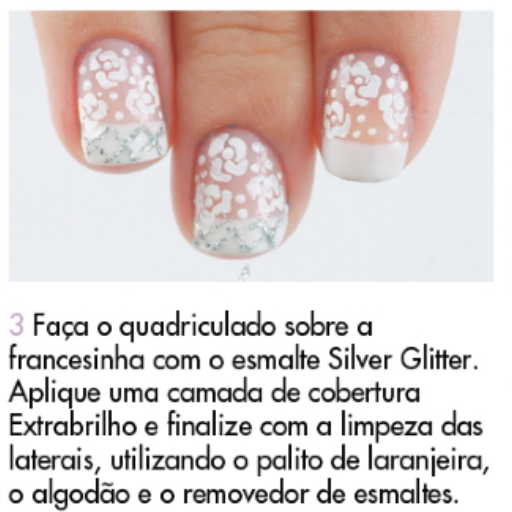 3 Faça o quadriculado sobre a
francesinha com o esmalte Silver Glitter.
Aplique uma camada de cobertura
Extrabrilho e finalize com a limpeza das
laterais, utilizando o palito de laranjeira,
o algodão e o removedor de esmaltes.